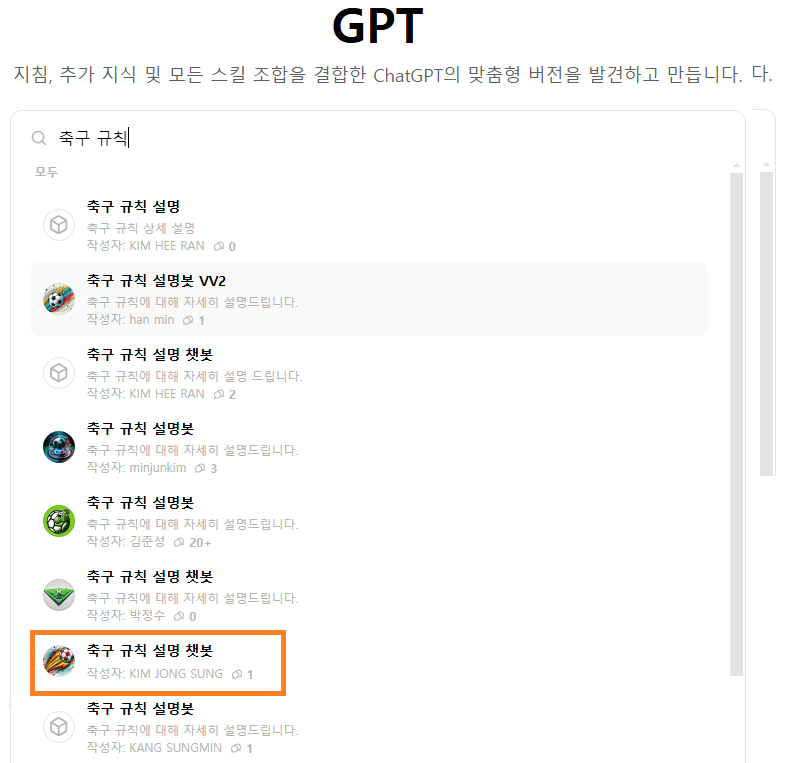 GPT
지침, 추가 지식 및 모든 스킬 조합을 결합한 ChatGPT의 맞춤형 버전을 발견하고 만듭니다. 다.
축구 규칙
모두
축구 규칙 설명
축구 규칙 상세 설명
작성자: KIM HEE RAN 0
축구 규칙 설명봇 VV2
축구 규칙에 대해 자세히 설명드립니다.
작성자: han min 1
축구 규칙 설명 챗봇
축구 규칙에 대해 자세히 설명 드립니다.
작성자: KIM HEE RAN 2
축구 규칙 설명봇
축구 규칙에 대해 자세히 설명드립니다.
작성자: minjunkim 3
축구 규칙 설명봇
축구 규칙에 대해 자세히 설명드립니다.
작성자: 김준성 20+
축구 규칙 설명 챗봇
축구 규칙에 대해 자세히 설명드립니다.
작성자: 박정수 0
축구 규칙 설명 챗봇
작성자: KIM JONG SUNG 1
축구 규칙 설명봇
축구 규칙에 대해 자세히 설명드립니다.
작성자: KANG SUNGMIN 1